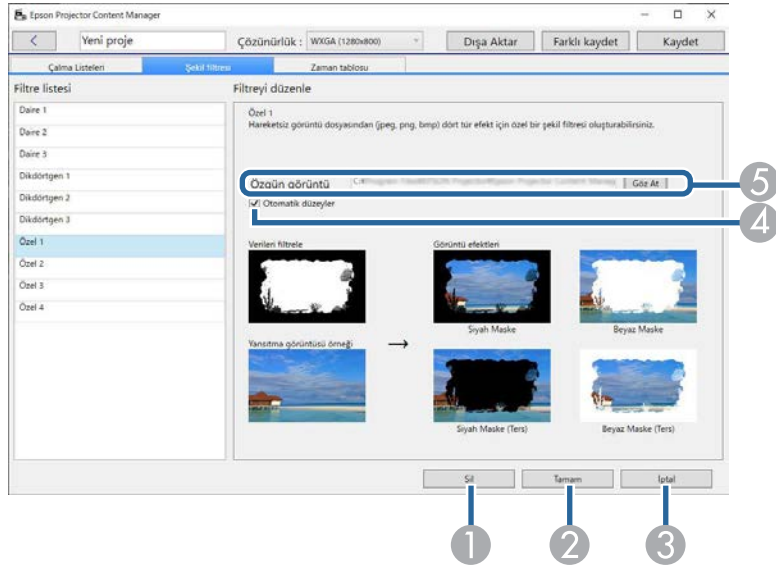 Epson Projector Content Manager
Yeni proje
Çözünürlük : WXGA (1280x800)
Dışa Aktar
Farklı kaydet
Kaydet
Çalma Listeleri
Şekil filtresi
Zaman tablosu
Filtre listesi
Daire 1
Daire 2
Daire 3
Dikdörtgen 1
Dikdörtgen 2
Dikdörtgen 3
Özel 1
Özel 2
Özel 3
Özel 4
Filtreyi düzenle
Özel 1
Hareketsiz görüntü dosyasından (jpeg, png, bmp) dört tür efekt için özel bir şekil filtresi oluşturabilirsiniz.
Özgün görüntü
Göz At
5
Otomatik düzeyler
4
Verileri filtrele
Görüntü efektleri
Siyah Maske
Beyaz Maske
Yansıtma görüntüsü örneği
→
Siyah Maske (Ters)
Beyaz Maske (Ters)
Sil
Tamam
İptal
1
2
3